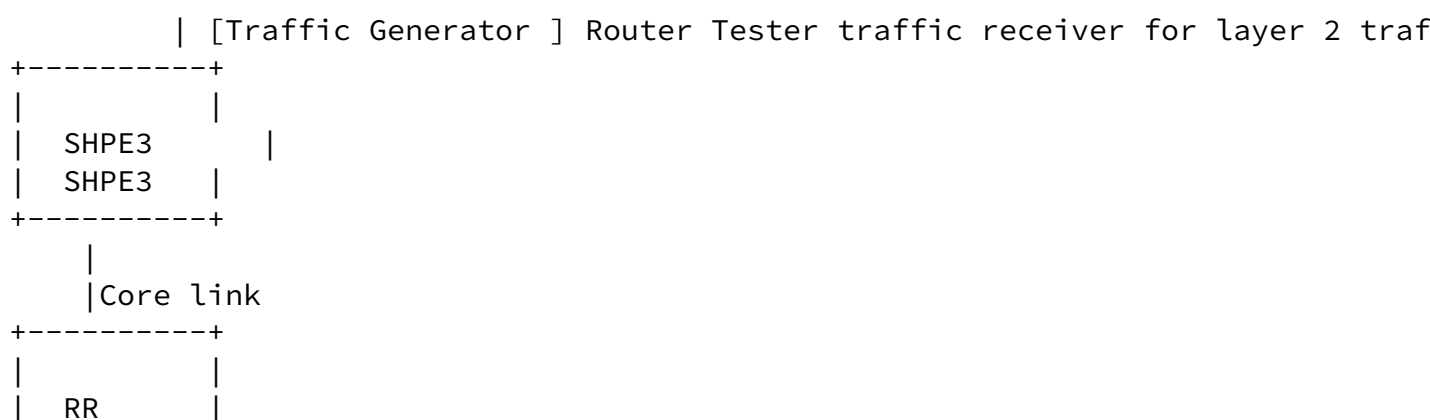 | [Traffic Generator ] Router Tester traffic receiver for layer 2 traf
+----------+
|          |
|  SHPE3      |
|  SHPE3   |
+----------+
    |
    |Core link
+----------+
|          |
|  RR      |